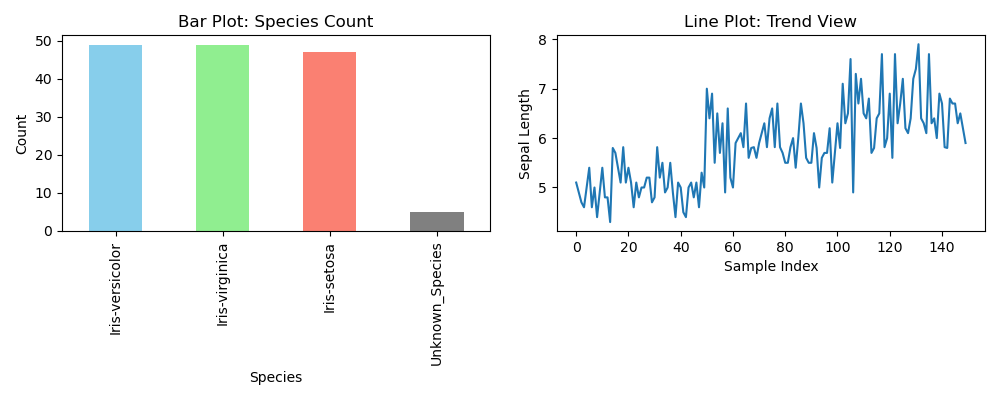 Bar Plot: Species Count
50
40
30
20
10
0
Count
Iris-versicolor
Iris-virginica
Iris-setosa
Unknown_Species
Species
Line Plot: Trend View
8
7
6
5
Sepal Length
0 20 40 60 80 100 120 140
Sample Index